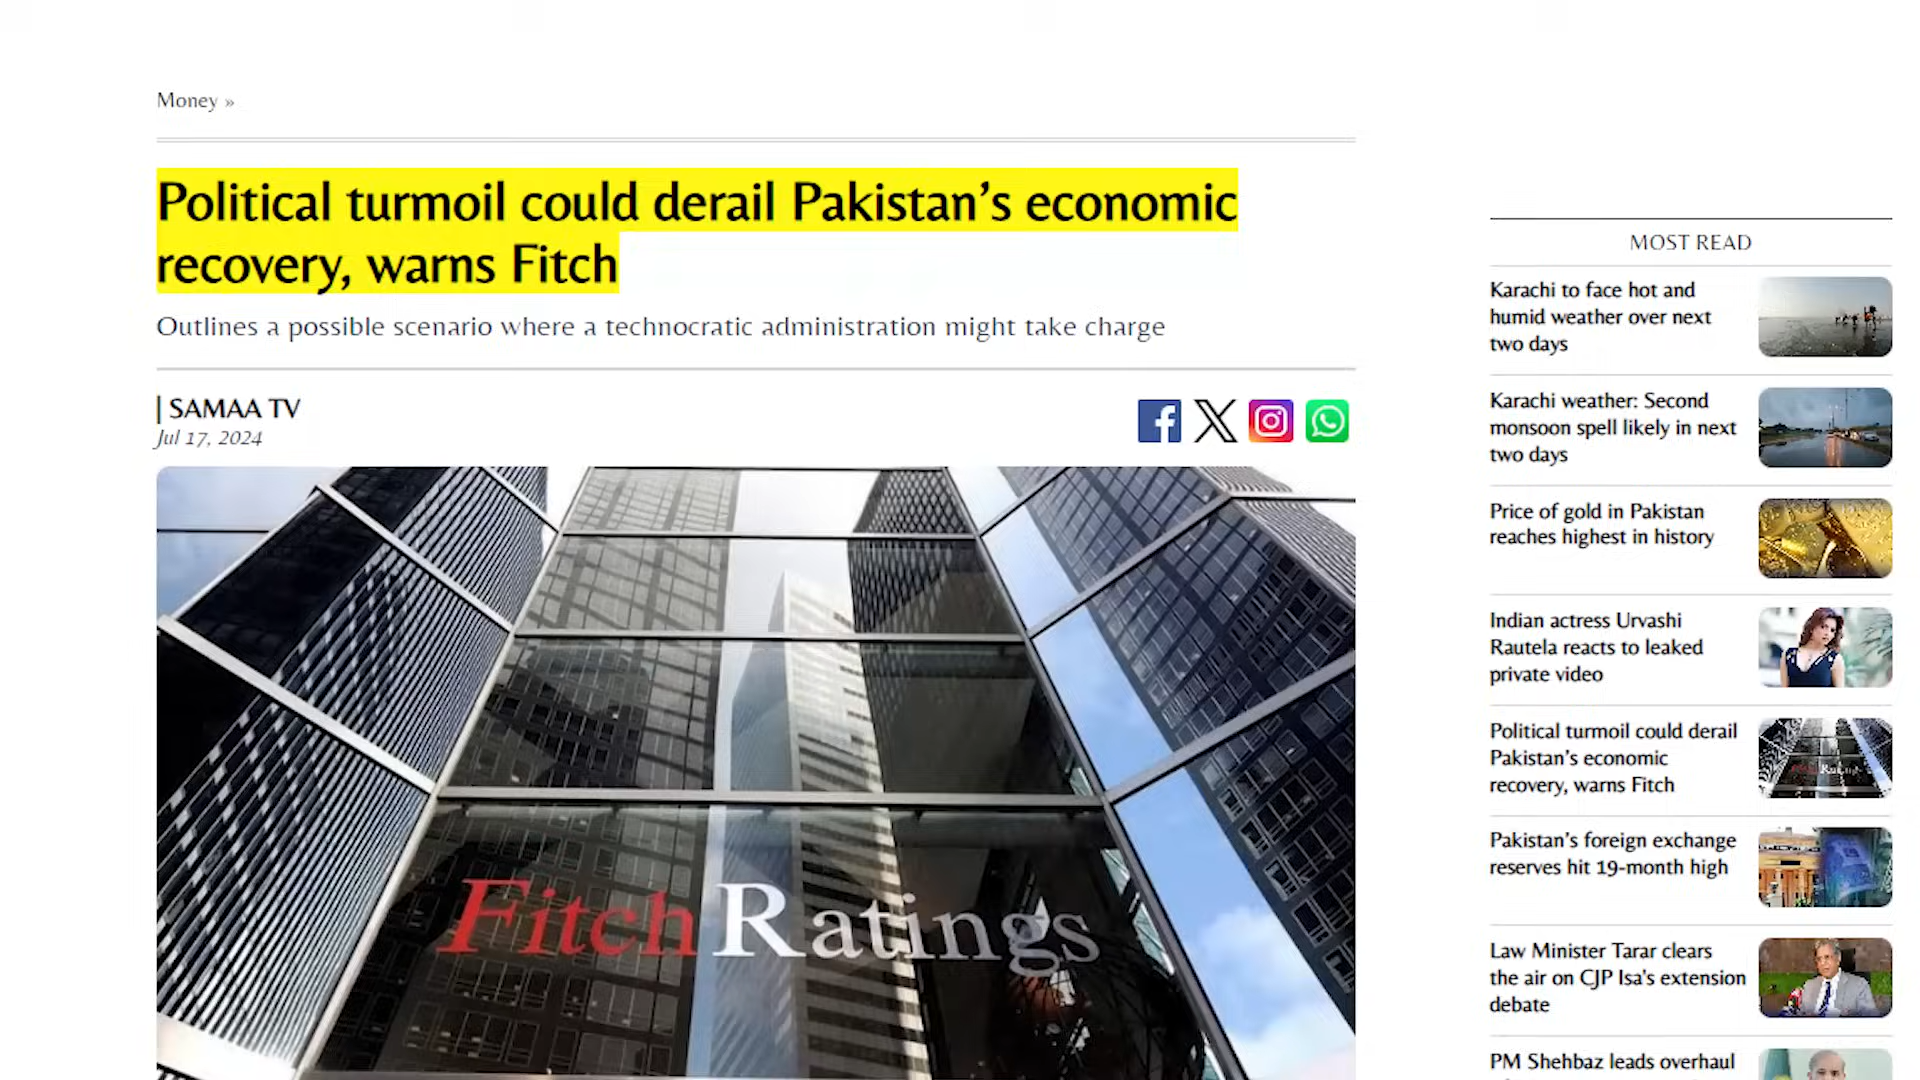 Money »
Political turmoil could derail Pakistan’s economic
recovery, warns Fitch
Outlines a possible scenario where a technocratic administration might take charge
| SAMAA TV
Jul 17, 2024
FitchRatings
MOST READ
Karachi to face hot and
humid weather over next
two days
Karachi weather: Second
monsoon spell likely in next
two days
Price of gold in Pakistan
reaches highest in history
Indian actress Urvashi
Rautela reacts to leaked
private video
Political turmoil could derail
Pakistan’s economic
recovery, warns Fitch
Pakistan’s foreign exchange
reserves hit 19-month high
Law Minister Tarar clears
the air on CJP Isa's extension
debate
PM Shehbaz leads overhaul